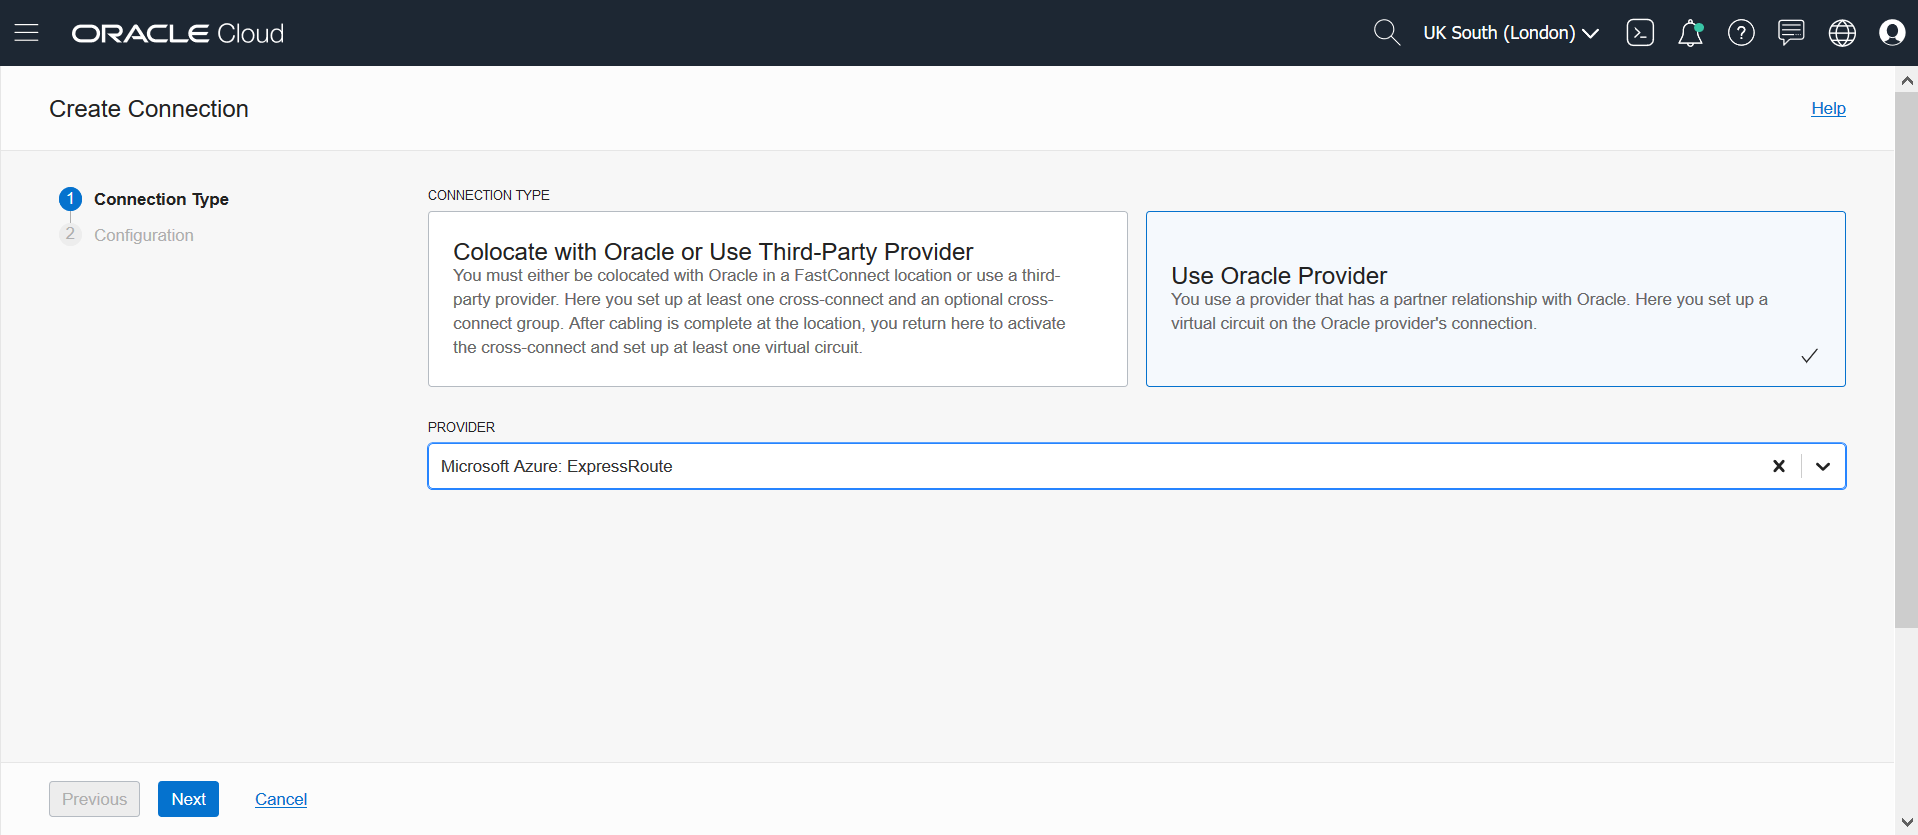 ORACLE Cloud
UK South (London)
Create Connection
Help
1 Connection Type
2 Configuration
CONNECTION TYPE
Colocate with Oracle or Use Third-Party Provider
You must either be colocated with Oracle in a FastConnect location or use a third-
party provider. Here you set up at least one cross-connect and an optional cross-
connect group. After cabling is complete at the location, you return here to activate
the cross-connect and set up at least one virtual circuit.
Use Oracle Provider
You use a provider that has a partner relationship with Oracle. Here you set up a
virtual circuit on the Oracle provider's connection.
PROVIDER
Microsoft Azure: ExpressRoute
Previous
Next
Cancel